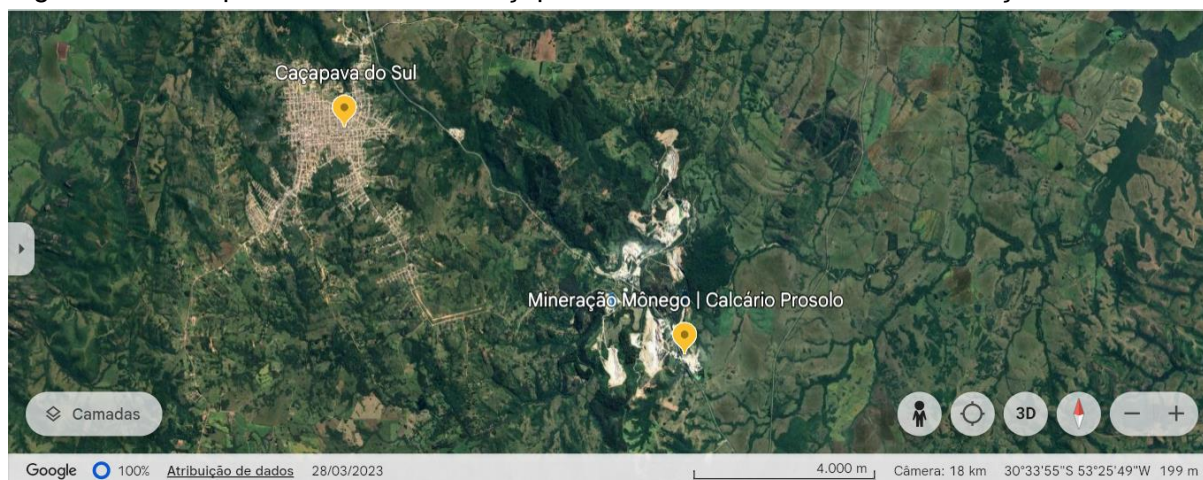 Caçapava do Sul
Mineração Mônego | Calcário Prosolo
Camadas
3D
Google 100% Atribuição de dados 28/03/2023 4.000 m Câmera: 18 km 30°33'55"S 53°25'49"W 199 m